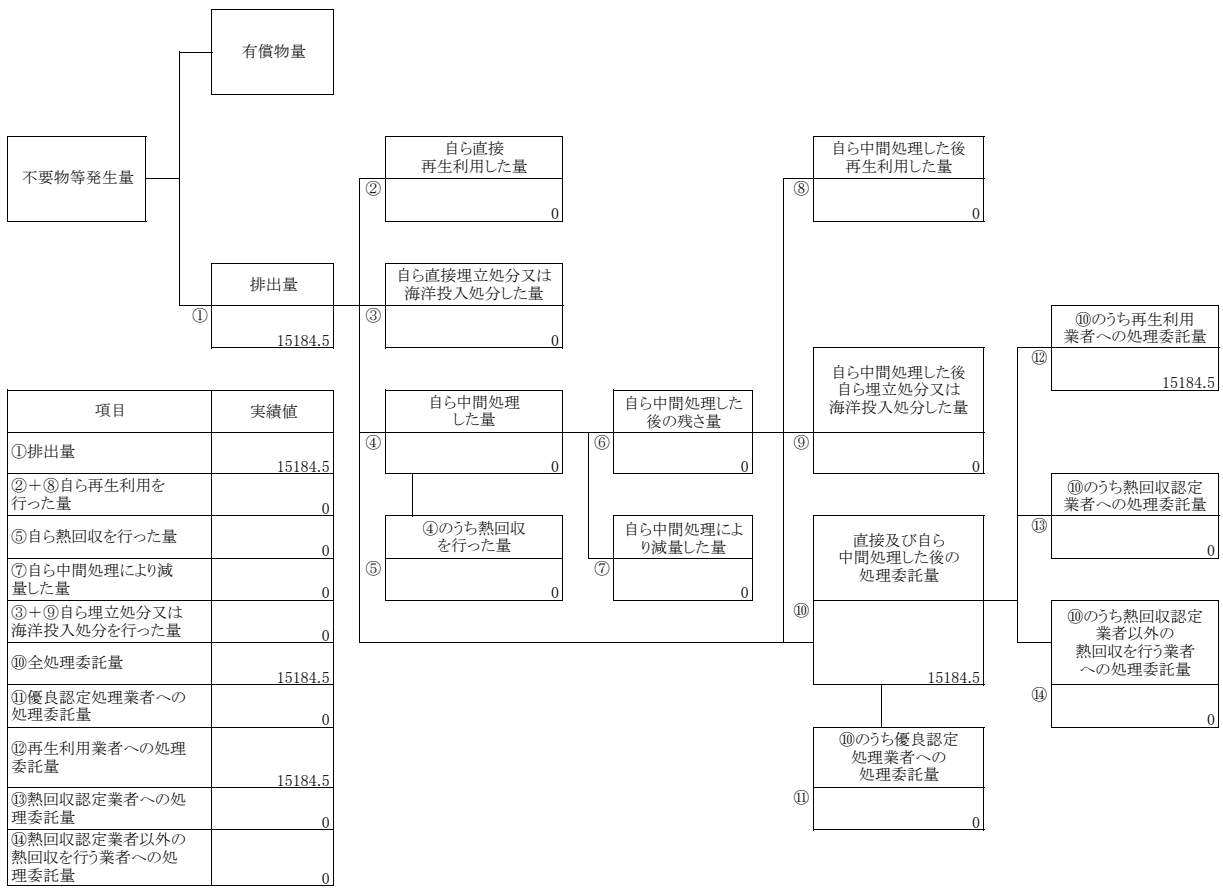 有償物量
不要物等発生量
自ら直接
再生利用した量
②
0
自ら中間処理した後
再生利用した量
⑧
0
排出量
①
15184.5
自ら直接埋立処分又は
海洋投入処分した量
③
0
⑩のうち再生利用
業者への処理委託量
⑫
15184.5
自ら中間処理
した量
④
0
自ら中間処理した
後の残さ量
⑥
0
自ら中間処理した後
自ら埋立処分又は
海洋投入処分した量
⑨
0
⑩のうち熱回収認定
業者への処理委託量
⑬
0
④のうち熱回収
を行った量
⑤
0
自ら中間処理によ
り減量した量
⑦
0
直接及び自ら
中間処理した後の
処理委託量
⑩
15184.5
⑩のうち熱回収認定
業者以外の
熱回収を行う業者
への処理委託量
⑭
0
⑩のうち優良認定
処理業者への
処理委託量
⑪
0
項目 実績値
①排出量
15184.5
②+⑧自ら再生利用を
行った量
0
⑤自ら熱回収を行った量
0
⑦自ら中間処理により減
量した量
0
③+⑨自ら埋立処分又は
海洋投入処分を行った量
0
⑩全処理委託量
15184.5
⑪優良認定処理業者への
処理委託量
0
⑫再生利用業者への処理
委託量
15184.5
⑬熱回収認定業者への処
理委託量
0
⑭熱回収認定業者以外の
熱回収を行う業者への処
理委託量
0